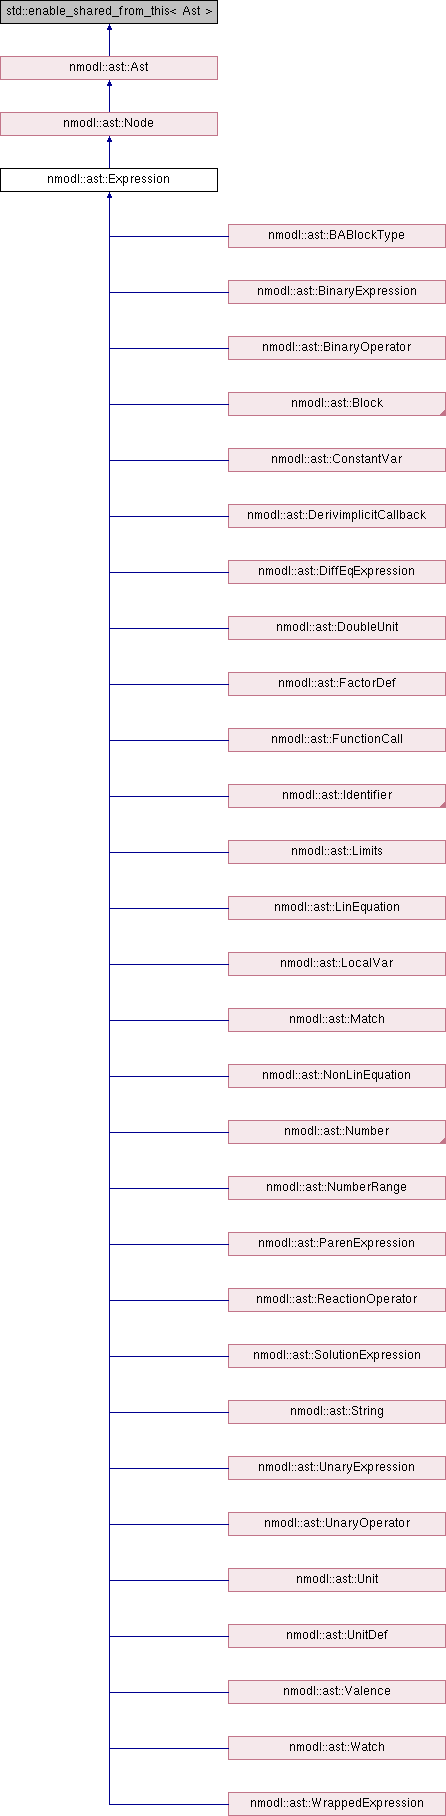 std::enable_shared_from_this< Ast >
nmodl::ast::Ast
nmodl::ast::Node
nmodl::ast::Expression
nmodl::ast::BABlockType
nmodl::ast::BinaryExpression
nmodl::ast::BinaryOperator
nmodl::ast::Block
nmodl::ast::ConstantVar
nmodl::ast::DerivimplicitCallback
nmodl::ast::DiffEqExpression
nmodl::ast::DoubleUnit
nmodl::ast::FactorDef
nmodl::ast::FunctionCall
nmodl::ast::Identifier
nmodl::ast::Limits
nmodl::ast::LinEquation
nmodl::ast::LocalVar
nmodl::ast::Match
nmodl::ast::NonLinEquation
nmodl::ast::Number
nmodl::ast::NumberRange
nmodl::ast::ParenExpression
nmodl::ast::ReactionOperator
nmodl::ast::SolutionExpression
nmodl::ast::String
nmodl::ast::UnaryExpression
nmodl::ast::UnaryOperator
nmodl::ast::Unit
nmodl::ast::UnitDef
nmodl::ast::Valence
nmodl::ast::Watch
nmodl::ast::WrappedExpression